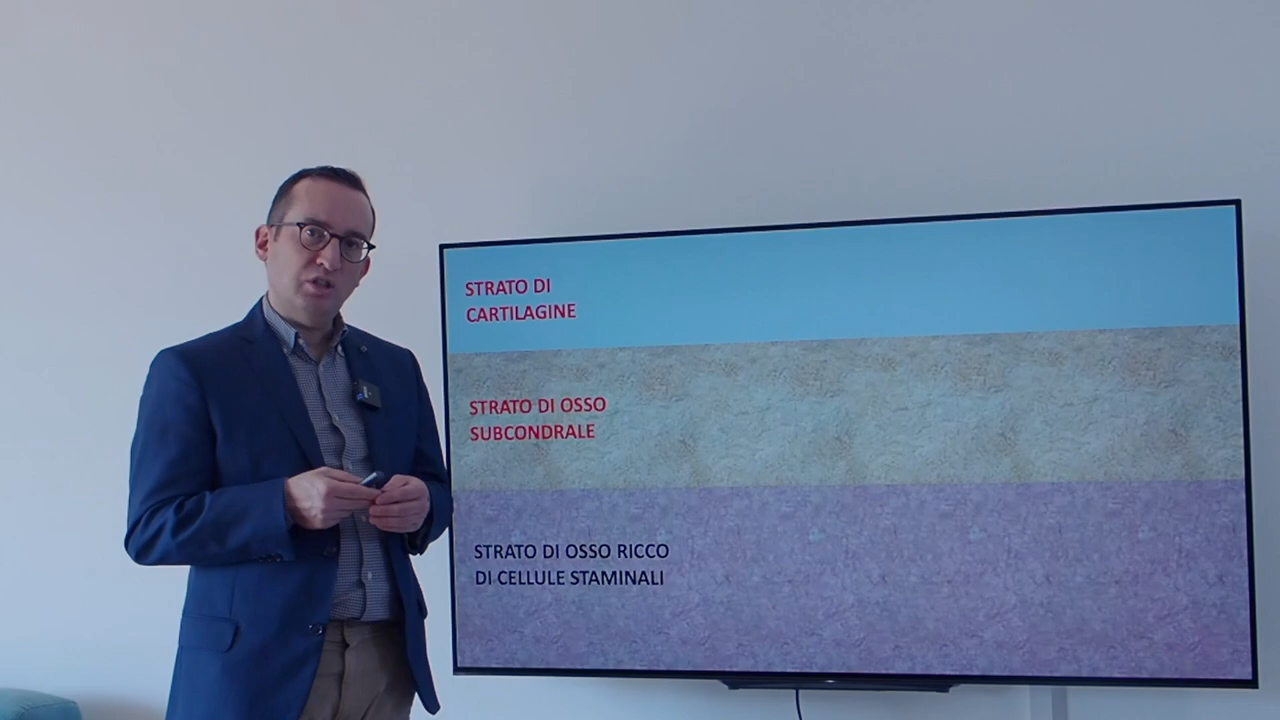 STRATO DI
CARTILAGINE
STRATO DI OSSO
SUBCONDRALE
STRATO DI OSSO RICCO
DI CELLULE STAMINALI